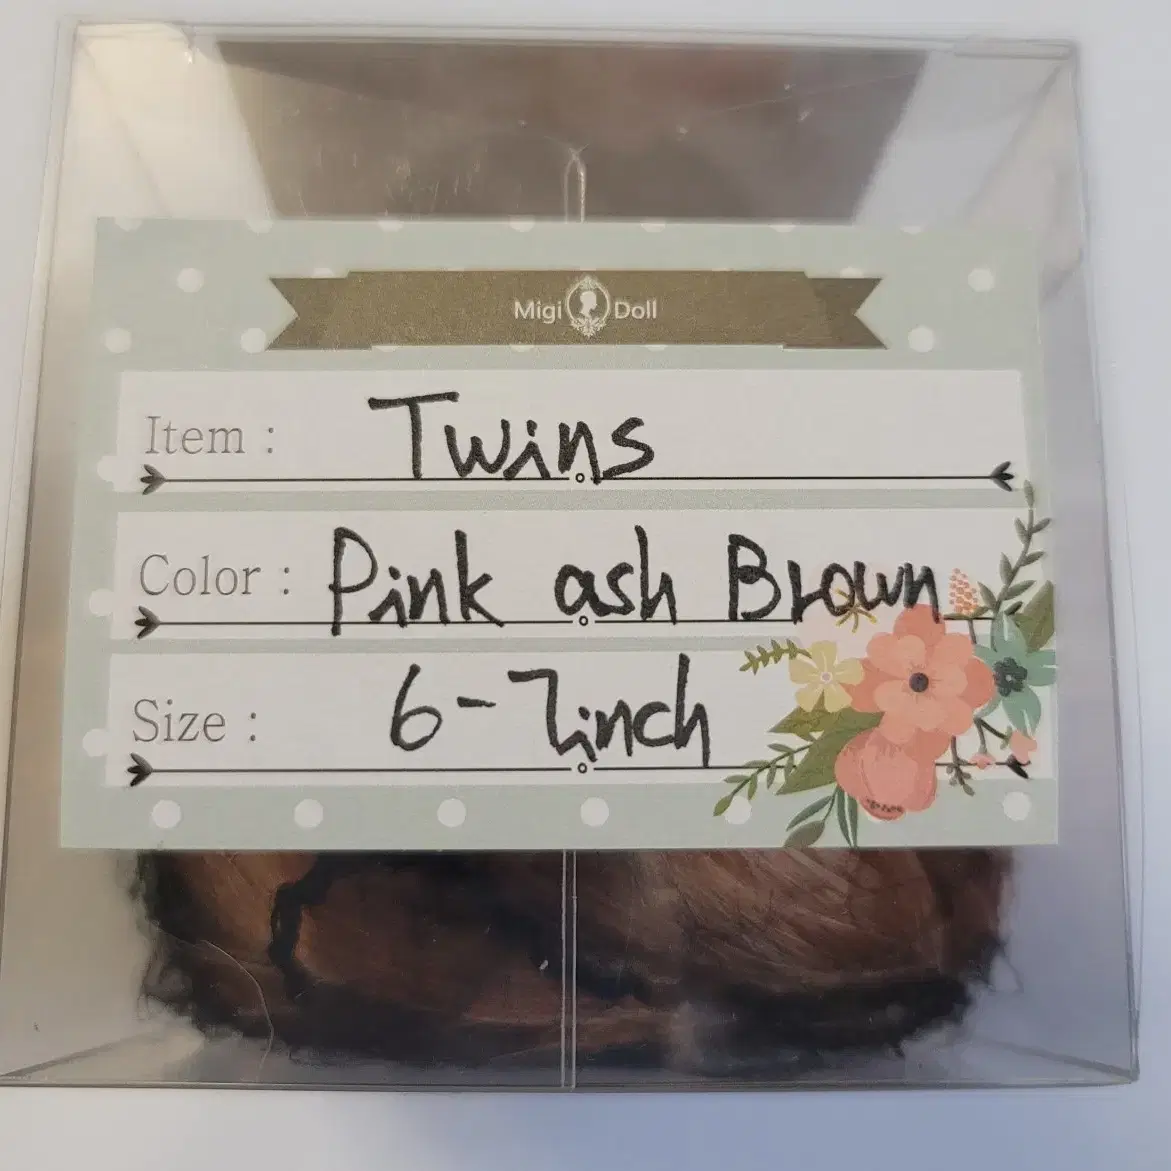 Migi Doll
Item : Twins
Color : Pink ash Brown
Size : 6-7inch